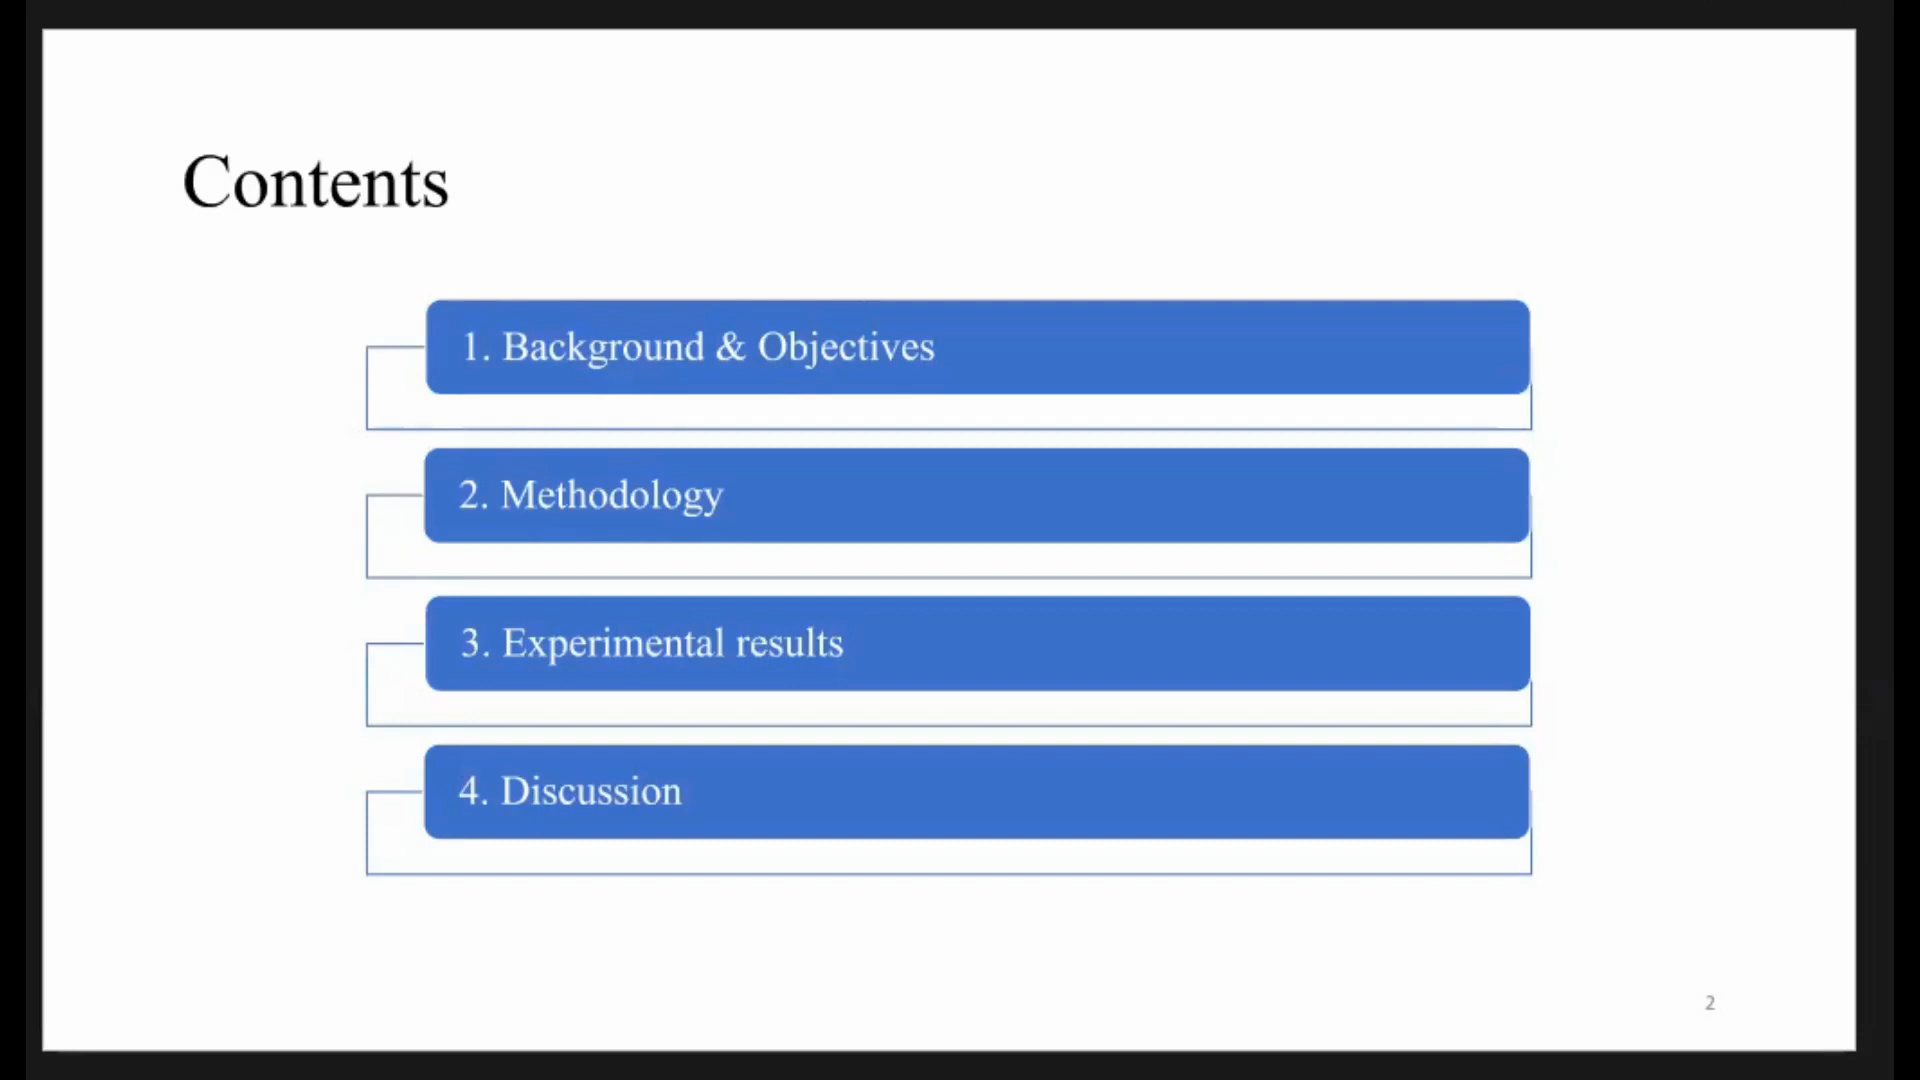 Contents
1. Background & Objectives
2. Methodology
3. Experimental results
4. Discussion
2